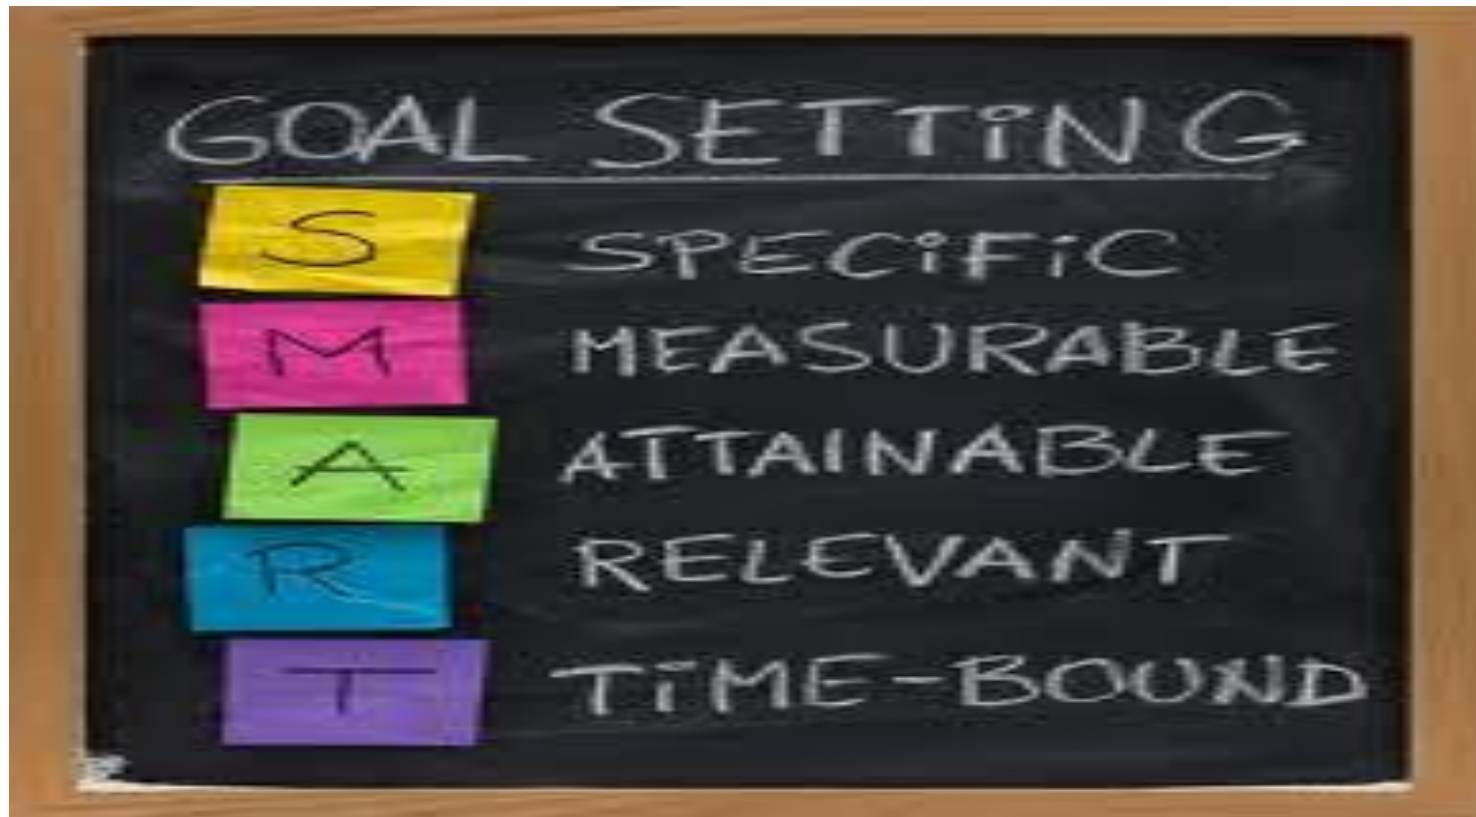 GOAL SETTING
S SPECIFIC
M MEASURABLE
A ATTAINABLE
R RELEVANT
T TIME-BOUND